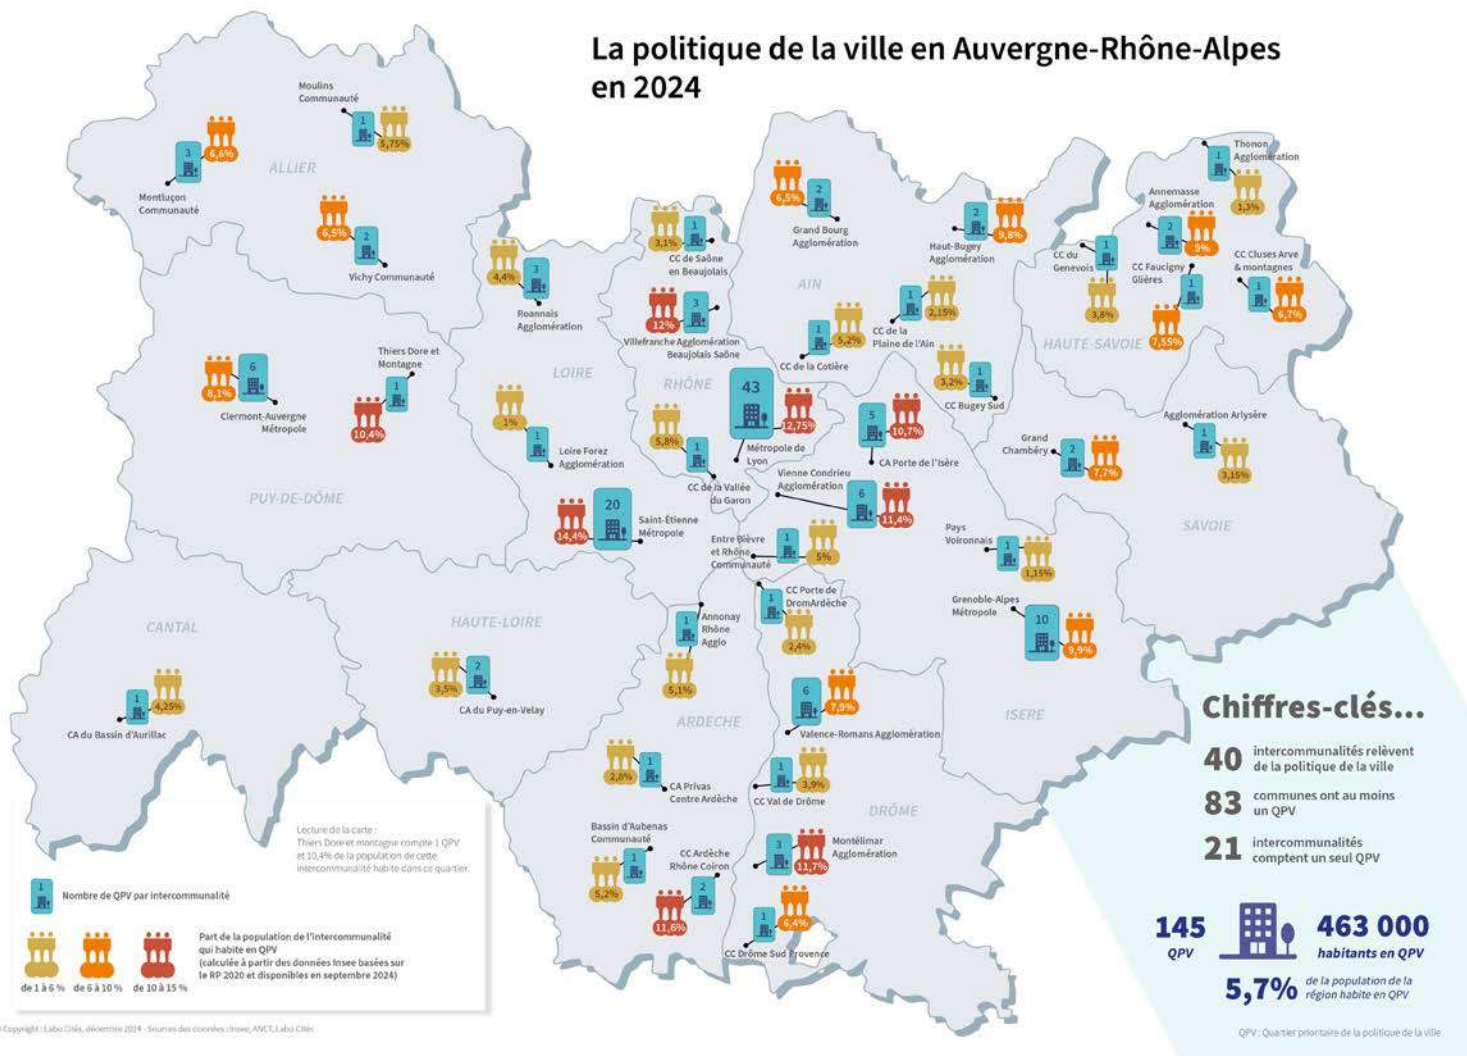 La politique de la ville en Auvergne-Rhône-Alpes
en 2024
Moulins
Communauté
1
5,75%
3
6,6%
ALLIER
Montluçon
Communauté
6,5%
2
Vichy Communauté
4,4%
3
Roannais
Agglomération
3,1%
1
CC de Saône
en Beaujolais
12%
3
Villefranche Agglomération
Beaujolais Saône
6,5%
2
Grand Bourg
Agglomération
2
9,8%
Haut-Bugey
Agglomération
AIN
1
2,15%
CC de la
Plaine de l'Ain
1
5,2%
CC de la Cotière
3,2%
1
CC Bugey Sud
Thonon
Agglomération
1
1,3%
Annemasse
Agglomération
2
9%
CC du
Genevois
1
3,8%
CC Faucigny
Glières
1
7,55%
CC Cluses Arve
& montagnes
1
6,7%
HAUTE-SAVOIE
8,1%
6
Clermont-Auvergne
Métropole
Thiers Dore et
Montagne
1
10,4%
PUY-DE-DÔME
LOIRE
1%
1
Loire Forez
Agglomération
14,4%
20
Saint-Étienne
Métropole
RHÔNE
43
12,75%
Métropole de
Lyon
5,8%
1
CC de la Vallée
du Garon
5
10,7%
CA Porte de l'Isère
Vienne Condrieu
Agglomération
6
11,4%
Entre Bièvre
et Rhône
Communauté
1
5%
Grand
Chambéry
2
7,7%
Agglomération Arlysère
1
3,15%
SAVOIE
Pays
Voironnais
1
1,15%
Grenoble-Alpes
Métropole
10
9,9%
ISERE
CC Porte de
DromArdèche
1
2,4%
Annonay
Rhône
Agglo
1
5,1%
ARDECHE
CANTAL
1
4,25%
CA du Bassin d'Aurillac
HAUTE-LOIRE
3,5%
2
CA du Puy-en-Velay
6
7,9%
Valence-Romans Agglomération
2,8%
1
CA Privas
Centre Ardèche
1
3,9%
CC Val de Drôme
DRÔME
Bassin d'Aubenas
Communauté
1
5,2%
CC Ardèche
Rhône Coiron
2
11,6%
3
11,7%
Montélimar
Agglomération
1
6,4%
CC Drôme Sud Provence
Lecture de la carte :
Thiers Dore et montagne compte 1 QPV
et 10,4% de la population de cette
intercommunalité habite dans ce quartier.
1
Nombre de QPV par intercommunalité
de 1 à 6 %
de 6 à 10 %
de 10 à 15 %
Part de la population de l'intercommunalité
qui habite en QPV
(calculée à partir des données Insee basées sur
le RP 2020 et disponibles en septembre 2024)
Copyright : Labo Cités, décembre 2024 - Sources des données : Insee, ANCT, Labo Cités
Chiffres-clés...
40 intercommunalités relèvent
de la politique de la ville
83 communes ont au moins
un QPV
21 intercommunalités
comptent un seul QPV
145
QPV
463 000
habitants en QPV
5,7% de la population de la
région habite en QPV
QPV : Quartier prioritaire de la politique de la ville